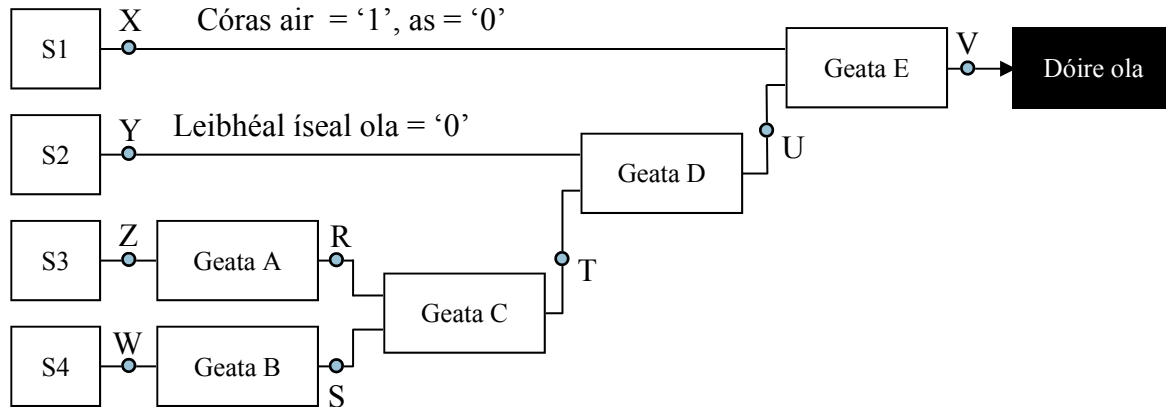 X
Córas air = ‘1’, as = ‘0’
S1
Geata E
V
Dóire ola
Y
Leibhéal íseal ola = ‘0’
U
S2
Geata D
Z
R
S3
Geata A
T
Geata C
W
S4
Geata B
S